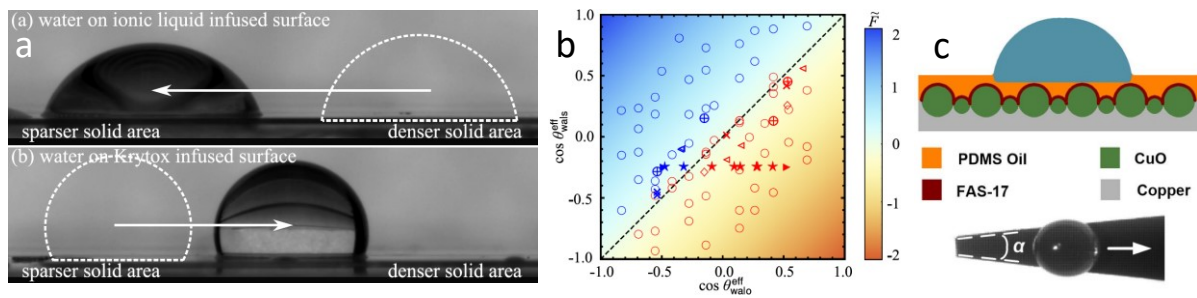 (a) water on ionic liquid infused surface
a
sparser solid area
denser solid area
(b) water on Krytox infused surface
sparser solid area
denser solid area
b
F̃
1.0
0.5
0.0
-0.5
-1.0
cos θ^eff_wals
-1.0 -0.5 0.0 0.5 1.0
cos θ^eff_walo
2
1
0
-1
-2
c
PDMS Oil
CuO
FAS-17
Copper
α